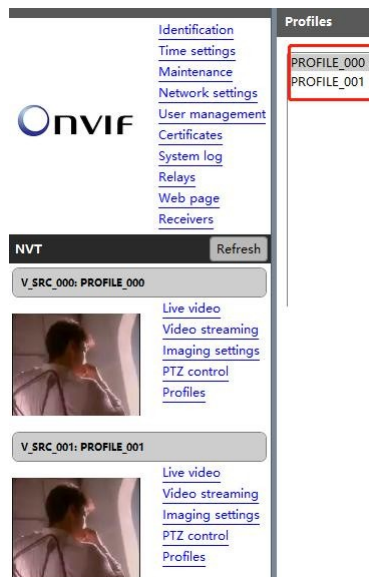 Identification
Time settings
Maintenance
Network settings
User management
Certificates
System log
Relays
Web page
Receivers
ONVIF
NVT
Refresh
V_SRC_000: PROFILE_000
Live video
Video streaming
Imaging settings
PTZ control
Profiles
V_SRC_001: PROFILE_001
Live video
Video streaming
Imaging settings
PTZ control
Profiles
Profiles
PROFILE_000
PROFILE_001